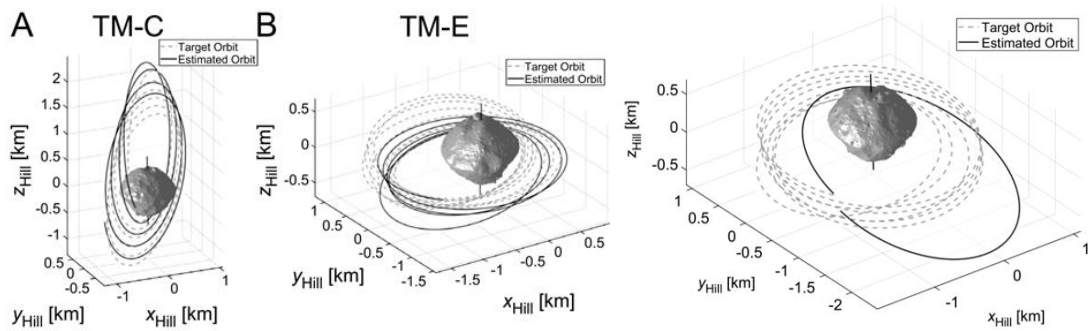 A TM-C
Target Orbit
Estimated Orbit
2
1.5
1
0.5
0
-0.5
-1
z_Hill [km]
0.5
0
-0.5
y_Hill [km]
-1
0
1
x_Hill [km]
B TM-E
Target Orbit
Estimated Orbit
0.5
0
-0.5
z_Hill [km]
1
0.5
0
-0.5
-1
-1.5
y_Hill [km]
-1.5
-1
-0.5
0
0.5
x_Hill [km]
Target Orbit
Estimated Orbit
0.5
0
-0.5
z_Hill [km]
1
0.5
0
-0.5
-1
-1.5
-2
y_Hill [km]
-1
0
1
x_Hill [km]